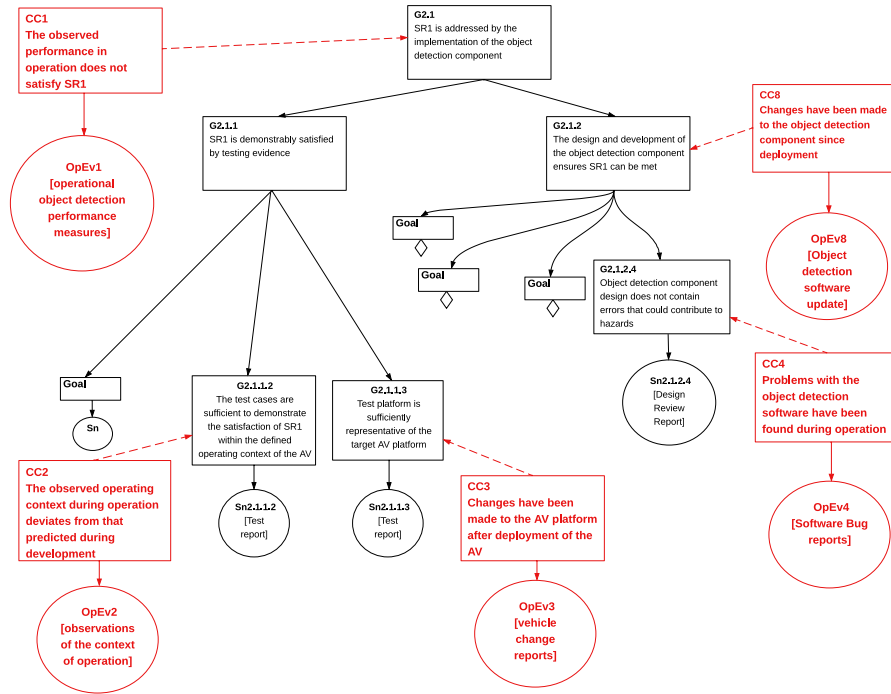 CC1
The observed
performance in
operation does not
satisfy SR1
G2.1
SR1 is addressed by the
implementation of the object
detection component
OpEv1
[operational
object detection
performance
measures]
G2.1.1
SR1 is demonstrably satisfied
by testing evidence
G2.1.2
The design and development of
the object detection component
ensures SR1 can be met
CC8
Changes have been made
to the object detection
component since
deployment
OpEv8
[Object
detection
software
update]
Goal
Goal
Goal
G2.1.2.4
Object detection component
design does not contain
errors that could contribute to
hazards
Sn2.1.2.4
[Design
Review
Report]
CC4
Problems with the
object detection
software have been
found during operation
OpEv4
[Software Bug
reports]
Goal
Sn
G2.1.1.2
The test cases are
sufficient to demonstrate
the satisfaction of SR1
within the defined
operating context of the AV
G2.1.1.3
Test platform is
sufficiently
representative of the
target AV platform
Sn2.1.1.2
[Test
report]
Sn2.1.1.3
[Test
report]
CC2
The observed operating
context during operation
deviates from that
predicted during
development
OpEv2
[observations
of the context
of operation]
CC3
Changes have been
made to the AV platform
after deployment of the
AV
OpEv3
[vehicle
change
reports]